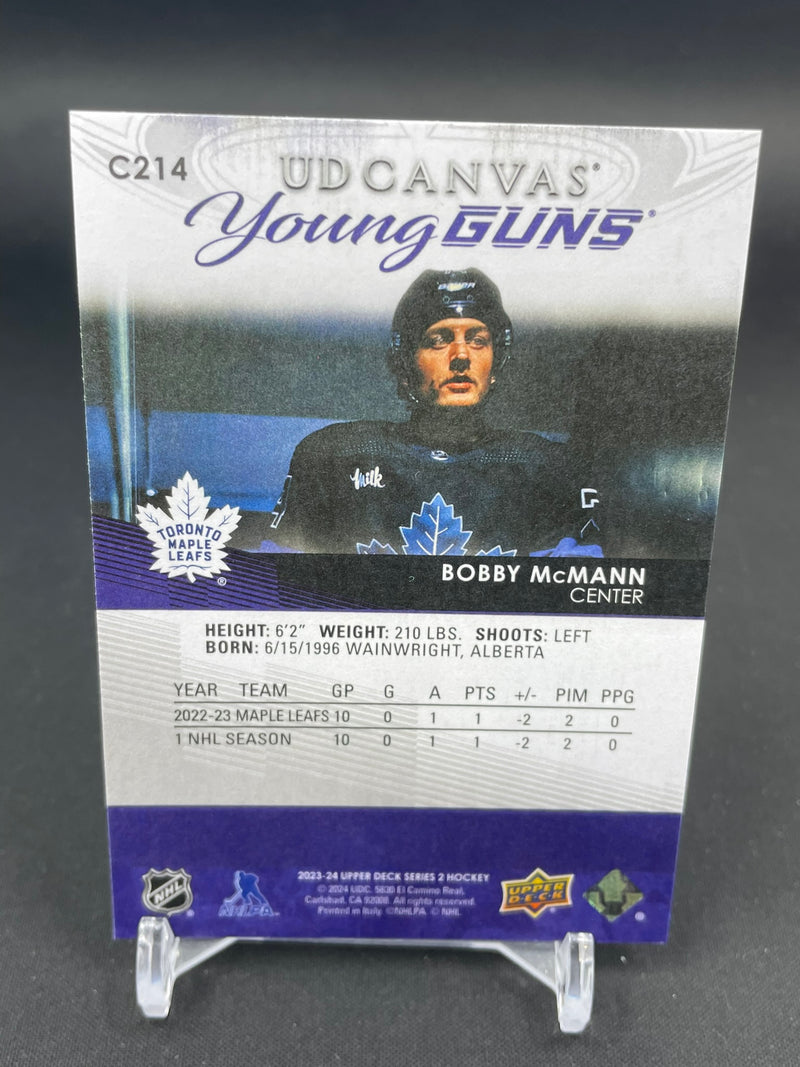 C214
UD CANVAS®
Young GUNS®
BAUER
Milk
TORONTO
MAPLE
LEAFS
®
BOBBY McMANN
CENTER
HEIGHT: 6'2" WEIGHT: 210 LBS. SHOOTS: LEFT
BORN: 6/15/1996 WAINWRIGHT, ALBERTA
YEAR TEAM GP G A PTS +/- PIM PPG
2022-23 MAPLE LEAFS 10 0 1 1 -2 2 0
1 NHL SEASON 10 0 1 1 -2 2 0
2023-24 UPPER DECK SERIES 2 HOCKEY
© 2024 UDC. 5830 El Camino Real,
Carlsbad, CA 92008. All rights reserved.
Printed in Italy ©NHLPA © NHL
NHL ®
NHLPA
UPPER
D·E·C·K
®